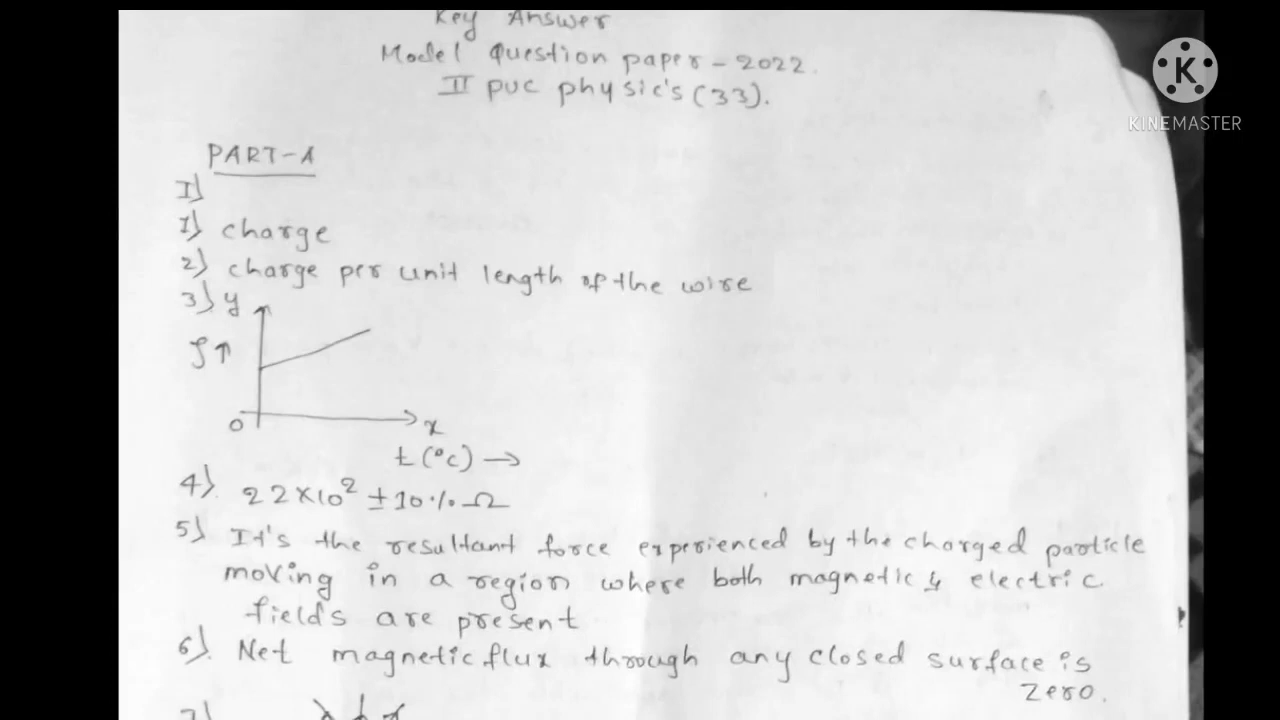 Key Answer
Model Question paper - 2022.
II puc physic's (33).
K
KINEMASTER
PART-A
I)
1) charge
2) charge per unit length of the wire
3) y
ρ↑
0
x
t(°c) →
4) 22×10² ±10% Ω
5) It's the resultant force experienced by the charged particle
moving in a region where both magnetic & electric
field's are present
6) Net magnetic flux through any closed surface is
zero.
7)